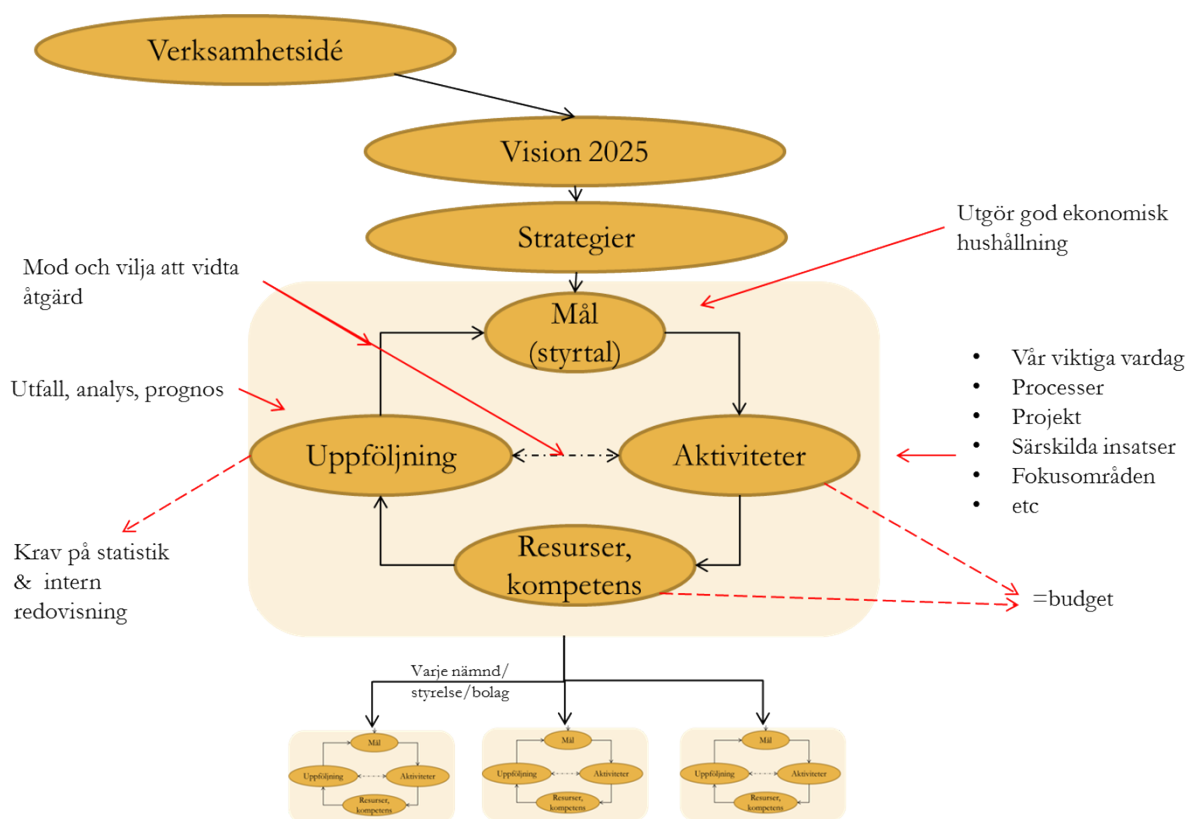 Verksamhetsidé
Vision 2025
Strategier
Utgör god ekonomisk
hushållning
Mod och vilja att vidta
åtgärd
Mål
(styrtal)
• Vår viktiga vardag
• Processer
• Projekt
• Särskilda insatser
• Fokusområden
• etc
Utfall, analys, prognos
Uppföljning
Aktiviteter
Krav på statistik
& intern
redovisning
Resurser,
kompetens
=budget
Varje nämnd/
styrelse/bolag
Mål
Uppföljning
Aktiviteter
Resurser,
kompetens
Mål
Uppföljning
Aktiviteter
Resurser,
kompetens
Mål
Uppföljning
Aktiviteter
Resurser,
kompetens